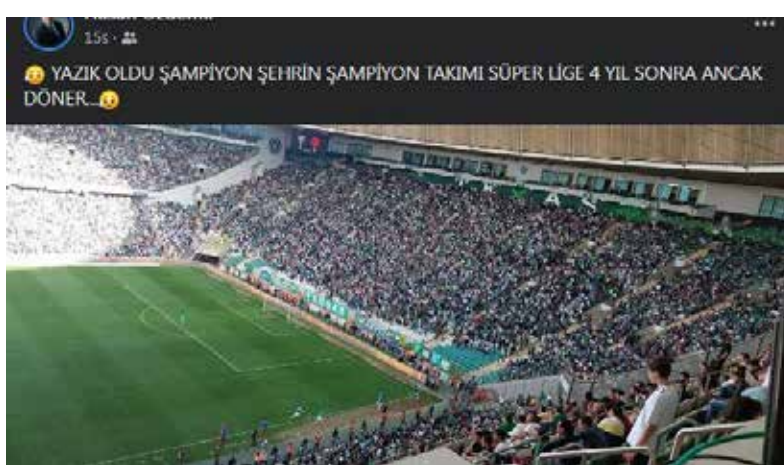 15s
YAZIK OLDU ŞAMPİYON ŞEHRİN ŞAMPİYON TAKIMI SÜPER LİGE 4 YIL SONRA ANCAK
DÖNER...